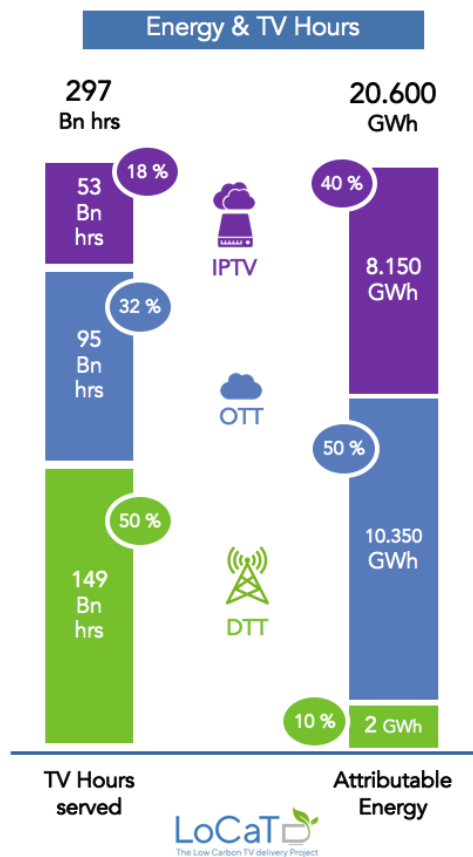 Energy & TV Hours
297
Bn hrs
20.600
GWh
18 %
53
Bn
hrs
IPTV
40 %
8.150
GWh
32 %
95
Bn
hrs
OTT
50 %
10.350
GWh
50 %
149
Bn
hrs
DTT
10 %
2 GWh
TV Hours
served
Attributable
Energy
LoCaT
The Low Carbon TV delivery Project